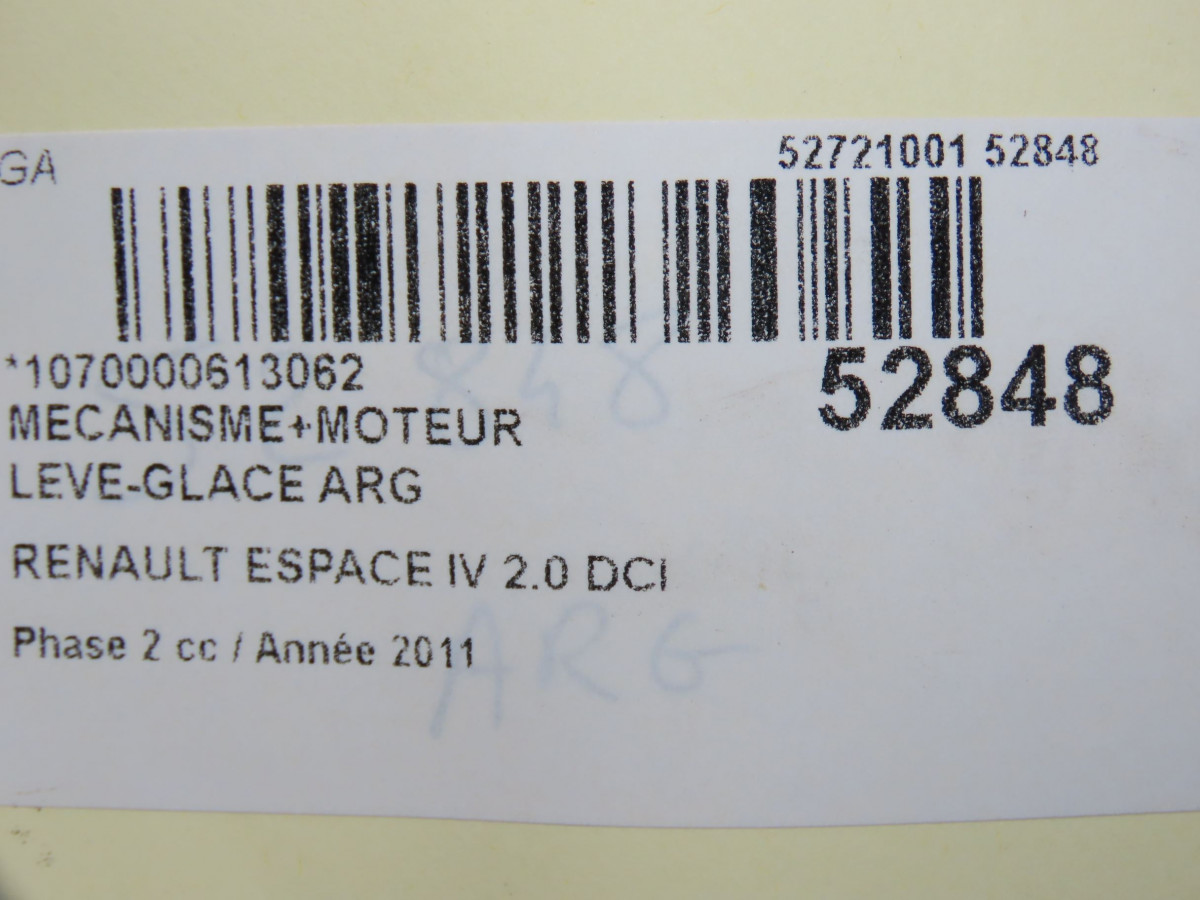 GA
52721001 52848
*1070000613062
52848
MECANISME+MOTEUR
LEVE-GLACE ARG
RENAULT ESPACE IV 2.0 DCI
Phase 2 cc / Année 2011
ARG